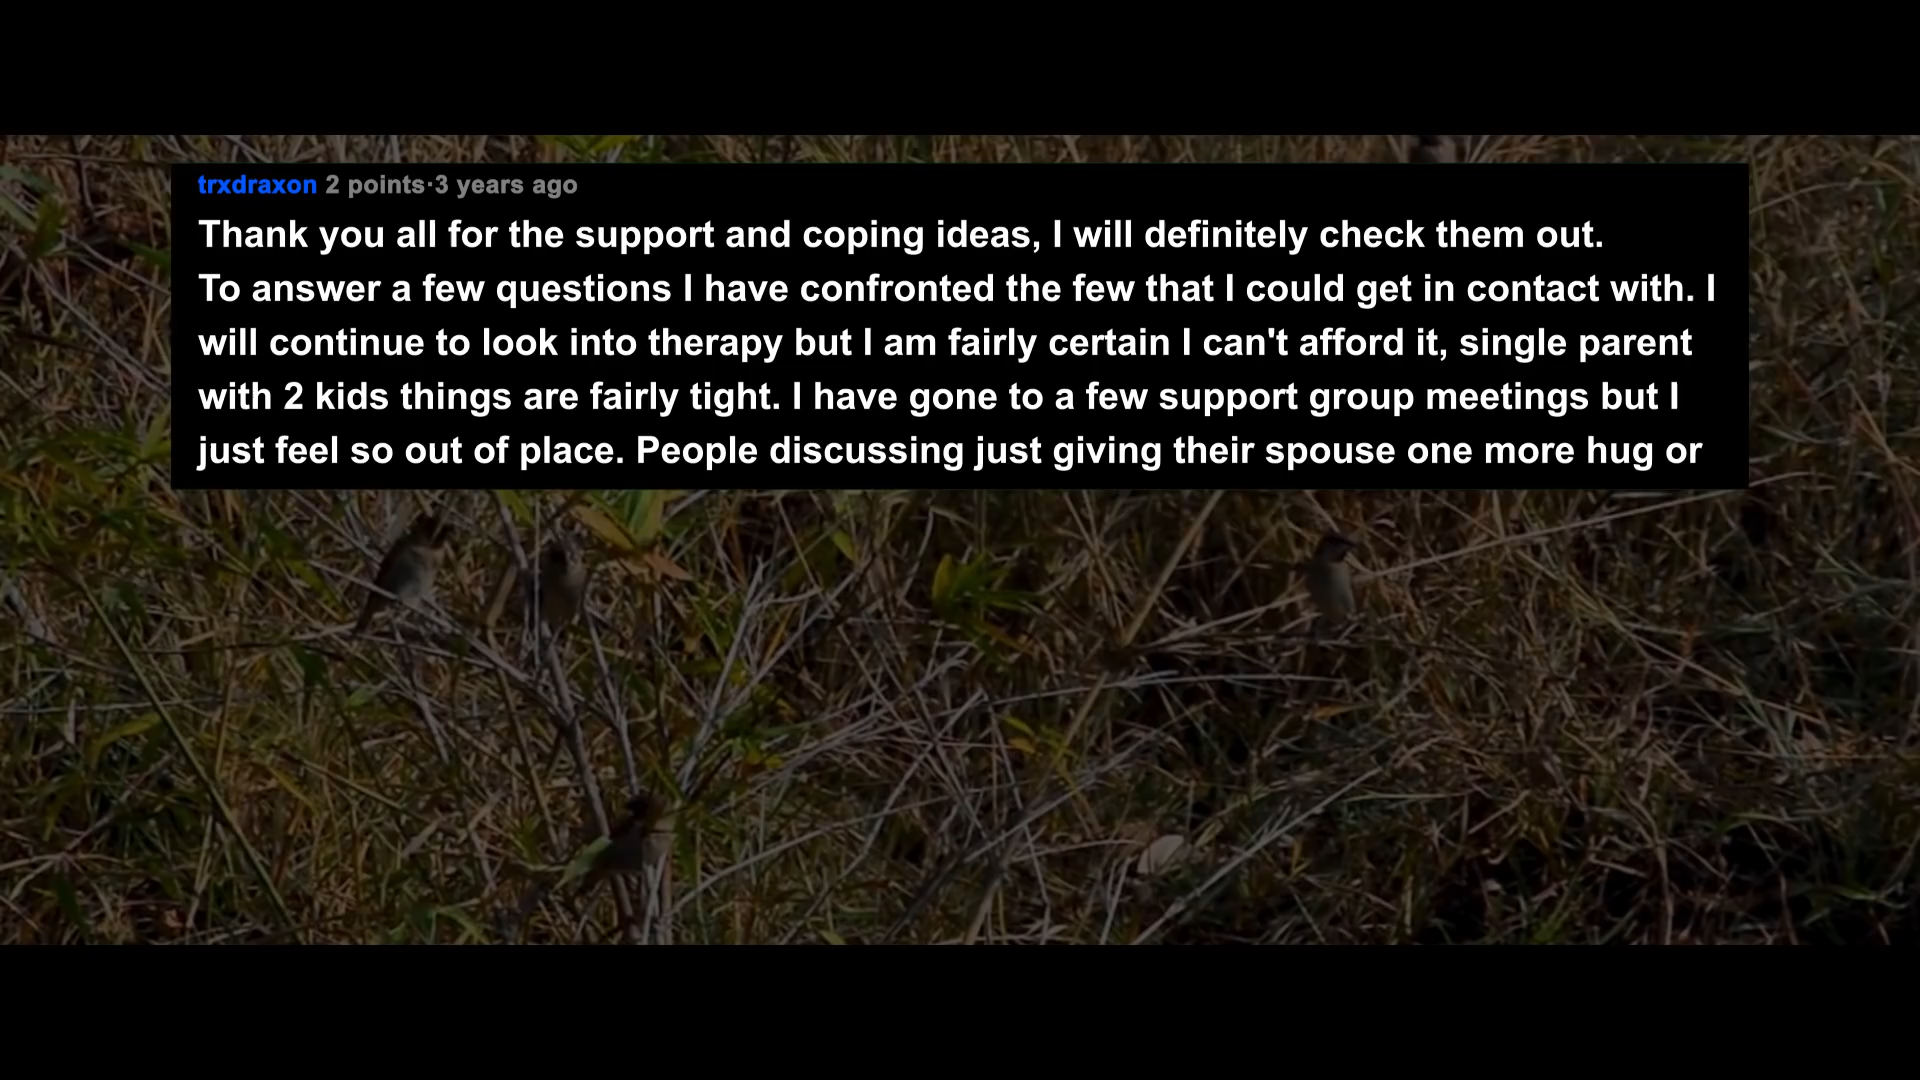 trxdraxon 2 points·3 years ago
Thank you all for the support and coping ideas, I will definitely check them out.
To answer a few questions I have confronted the few that I could get in contact with. I
will continue to look into therapy but I am fairly certain I can't afford it, single parent
with 2 kids things are fairly tight. I have gone to a few support group meetings but I
just feel so out of place. People discussing just giving their spouse one more hug or